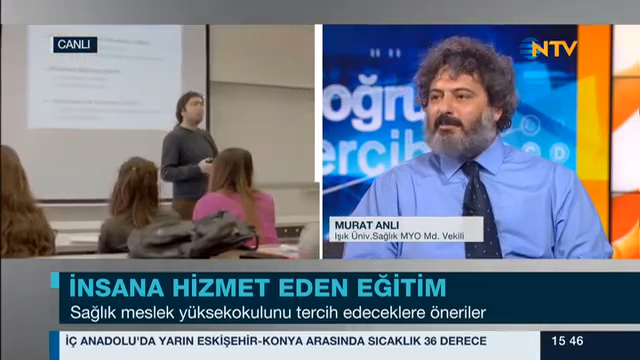 CANLI
NTV
doğru
tercih
MURAT ANLI
Işık Üniv.Sağlık MYO Md. Vekili
İNSANA HİZMET EDEN EĞİTİM
Sağlık meslek yüksekokulunu tercih edeceklere öneriler
İÇ ANADOLU'DA YARIN ESKİŞEHİR-KONYA ARASINDA SICAKLIK 36 DERECE
15 46